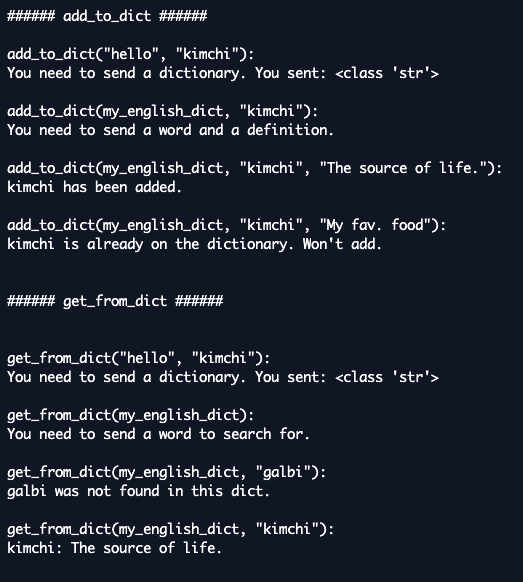 ###### add_to_dict ######
add_to_dict("hello", "kimchi"):
You need to send a dictionary. You sent: <class 'str'>
add_to_dict(my_english_dict, "kimchi"):
You need to send a word and a definition.
add_to_dict(my_english_dict, "kimchi", "The source of life."):
kimchi has been added.
add_to_dict(my_english_dict, "kimchi", "My fav. food"):
kimchi is already on the dictionary. Won't add.
###### get_from_dict ######
get_from_dict("hello", "kimchi"):
You need to send a dictionary. You sent: <class 'str'>
get_from_dict(my_english_dict):
You need to send a word to search for.
get_from_dict(my_english_dict, "galbi"):
galbi was not found in this dict.
get_from_dict(my_english_dict, "kimchi"):
kimchi: The source of life.